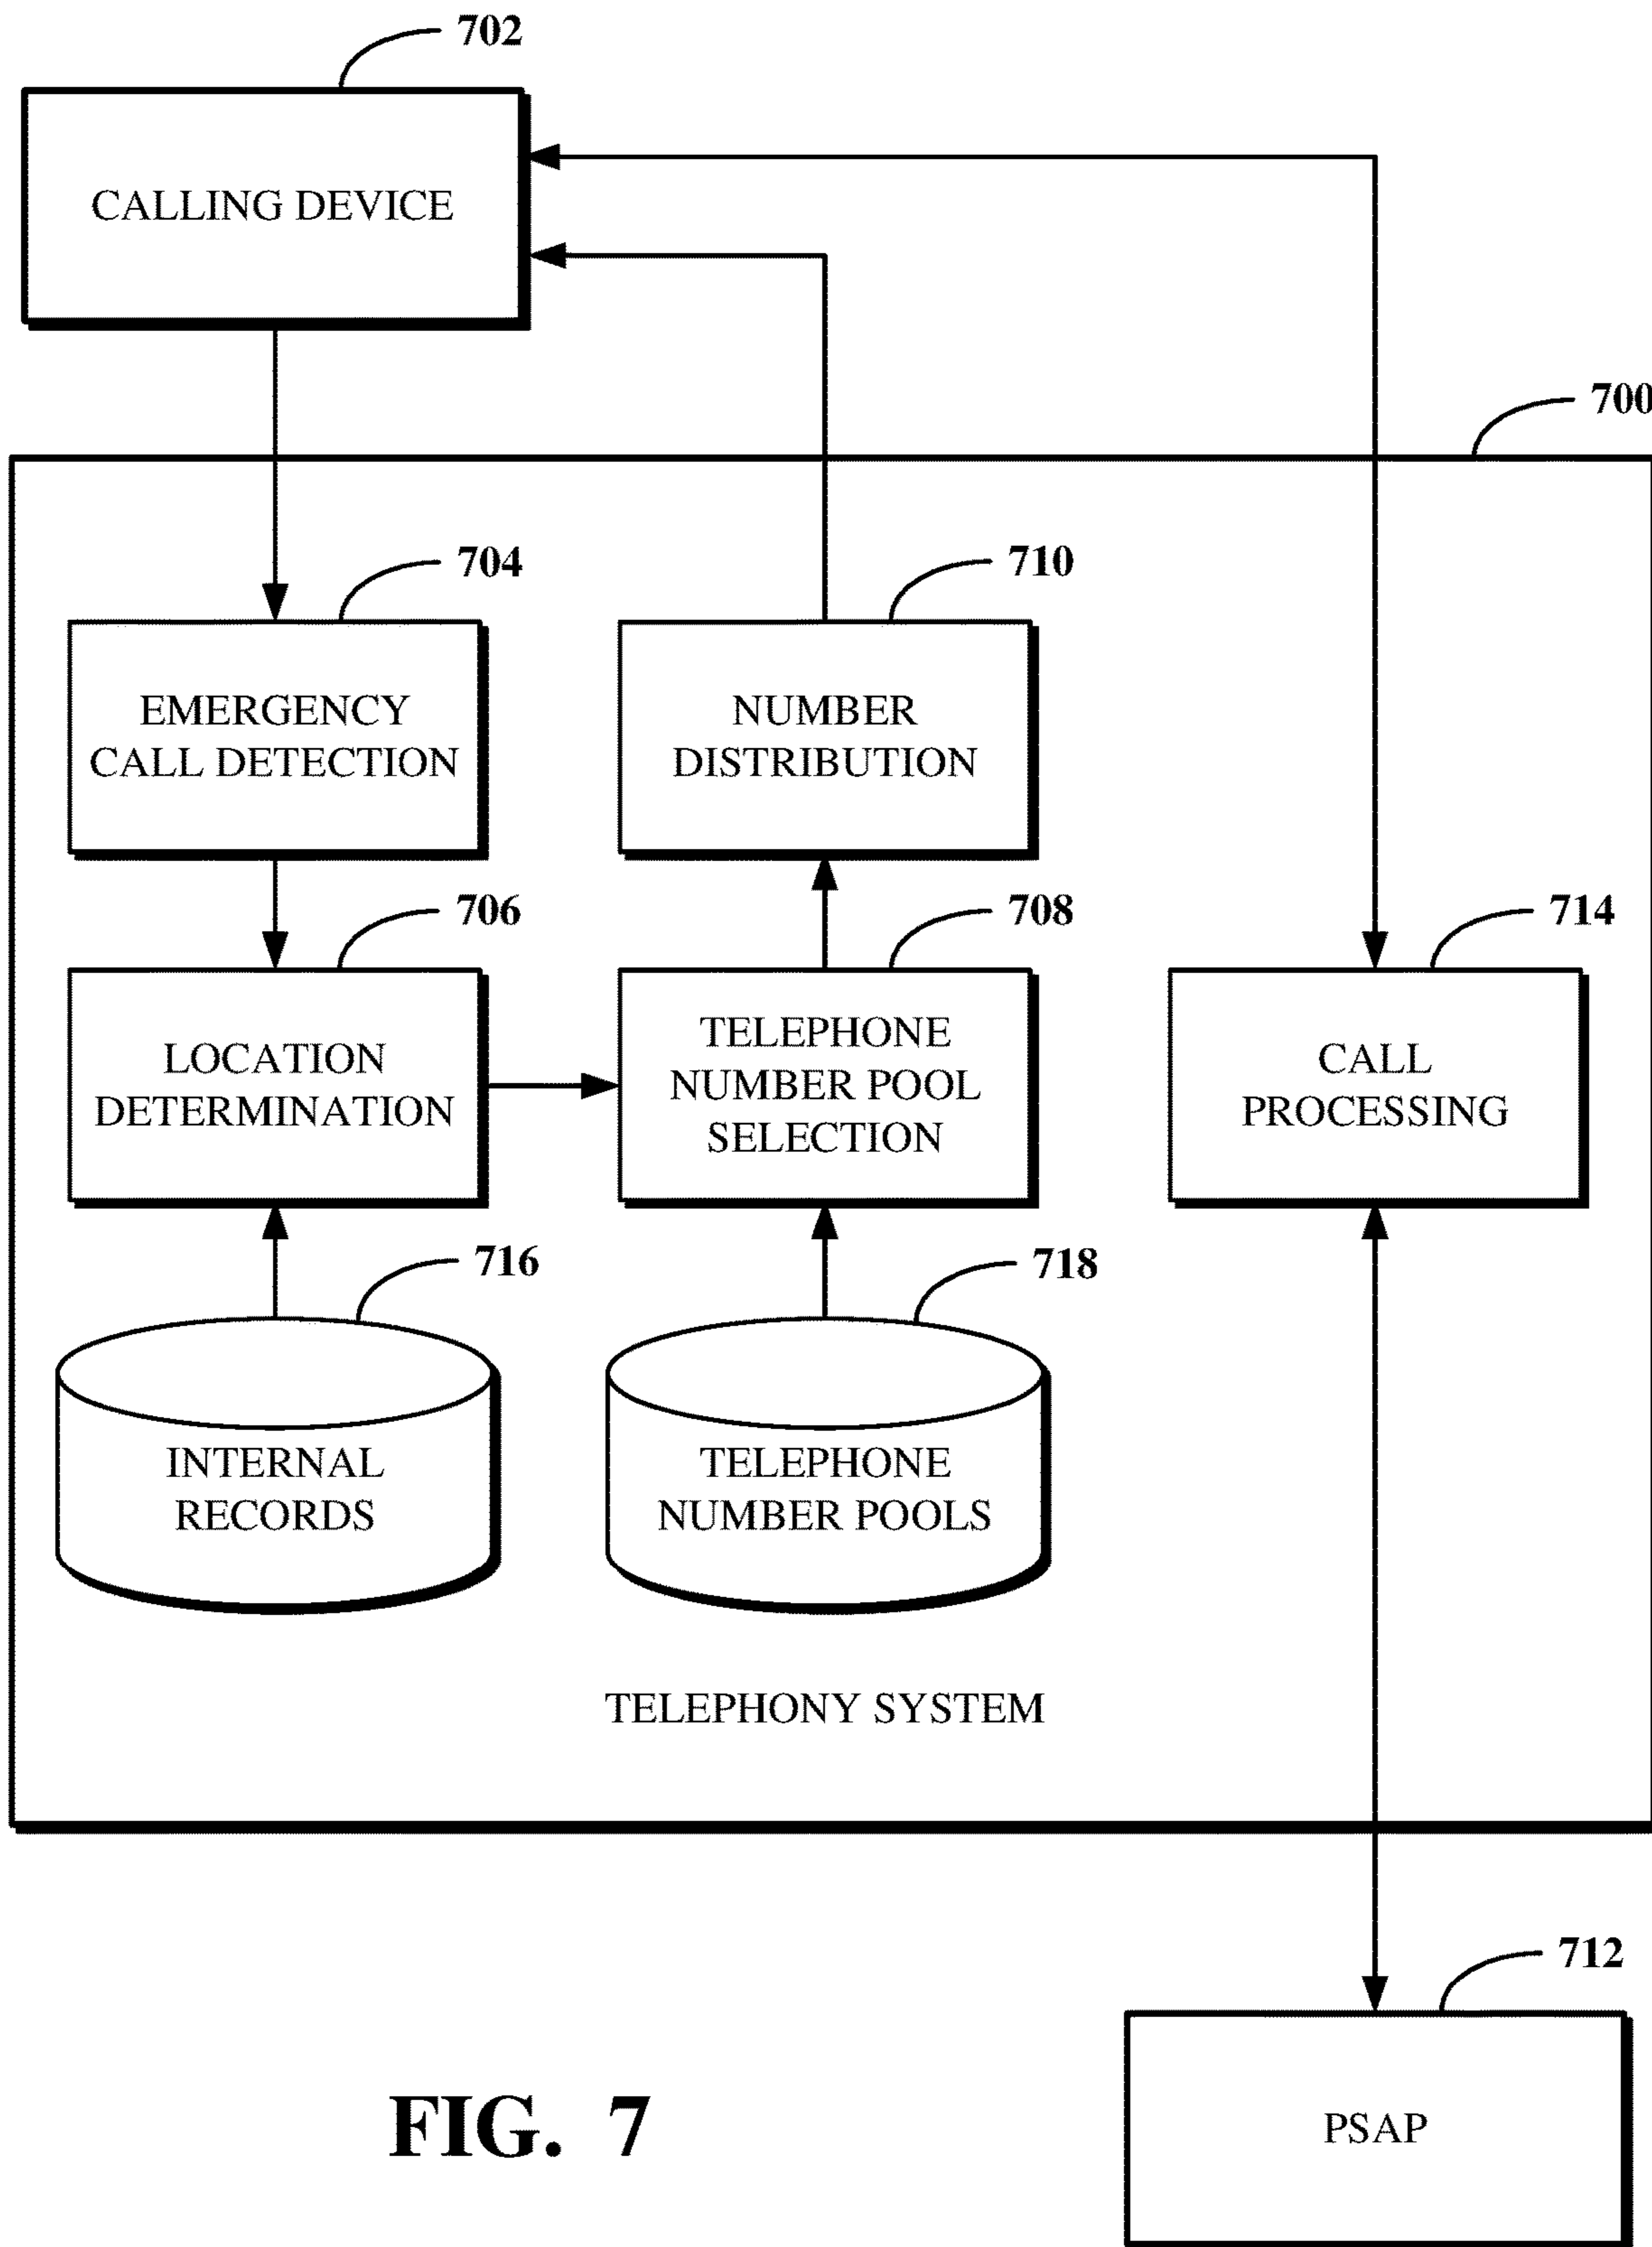 702
CALLING DEVICE
700
704
EMERGENCY
CALL DETECTION
710
NUMBER
DISTRIBUTION
706
LOCATION
DETERMINATION
708
TELEPHONE
NUMBER POOL
SELECTION
714
CALL
PROCESSING
716
INTERNAL
RECORDS
718
TELEPHONE
NUMBER POOLS
TELEPHONY SYSTEM
712
PSAP
FIG. 7